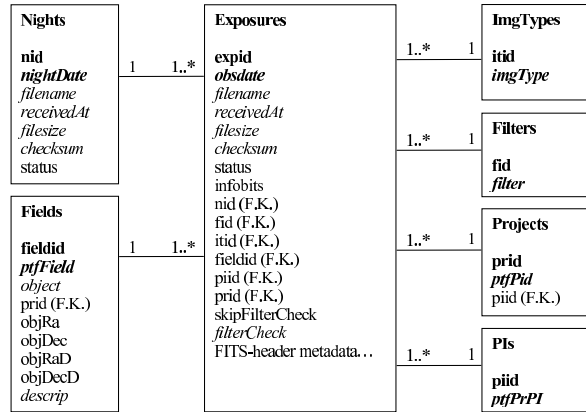 Nights
nid
nightDate
filename
receivedAt
filesize
checksum
status
1
1..*
Fields
fieldid
ptfField
object
prid (F.K.)
objRa
objDec
objRaD
objDecD
descrip
1
1..*
Exposures
expid
obsdate
filename
receivedAt
filesize
checksum
status
infobits
nid (F.K.)
fid (F.K.)
itid (F.K.)
fieldid (F.K.)
piid (F.K.)
prid (F.K.)
skipFilterCheck
filterCheck
FITS-header metadata…
1..*
1
ImgTypes
itid
imgType
1..*
1
Filters
fid
filter
1..*
1
Projects
prid
ptfPid
piid (F.K.)
1..*
1
PIs
piid
ptfPrPI